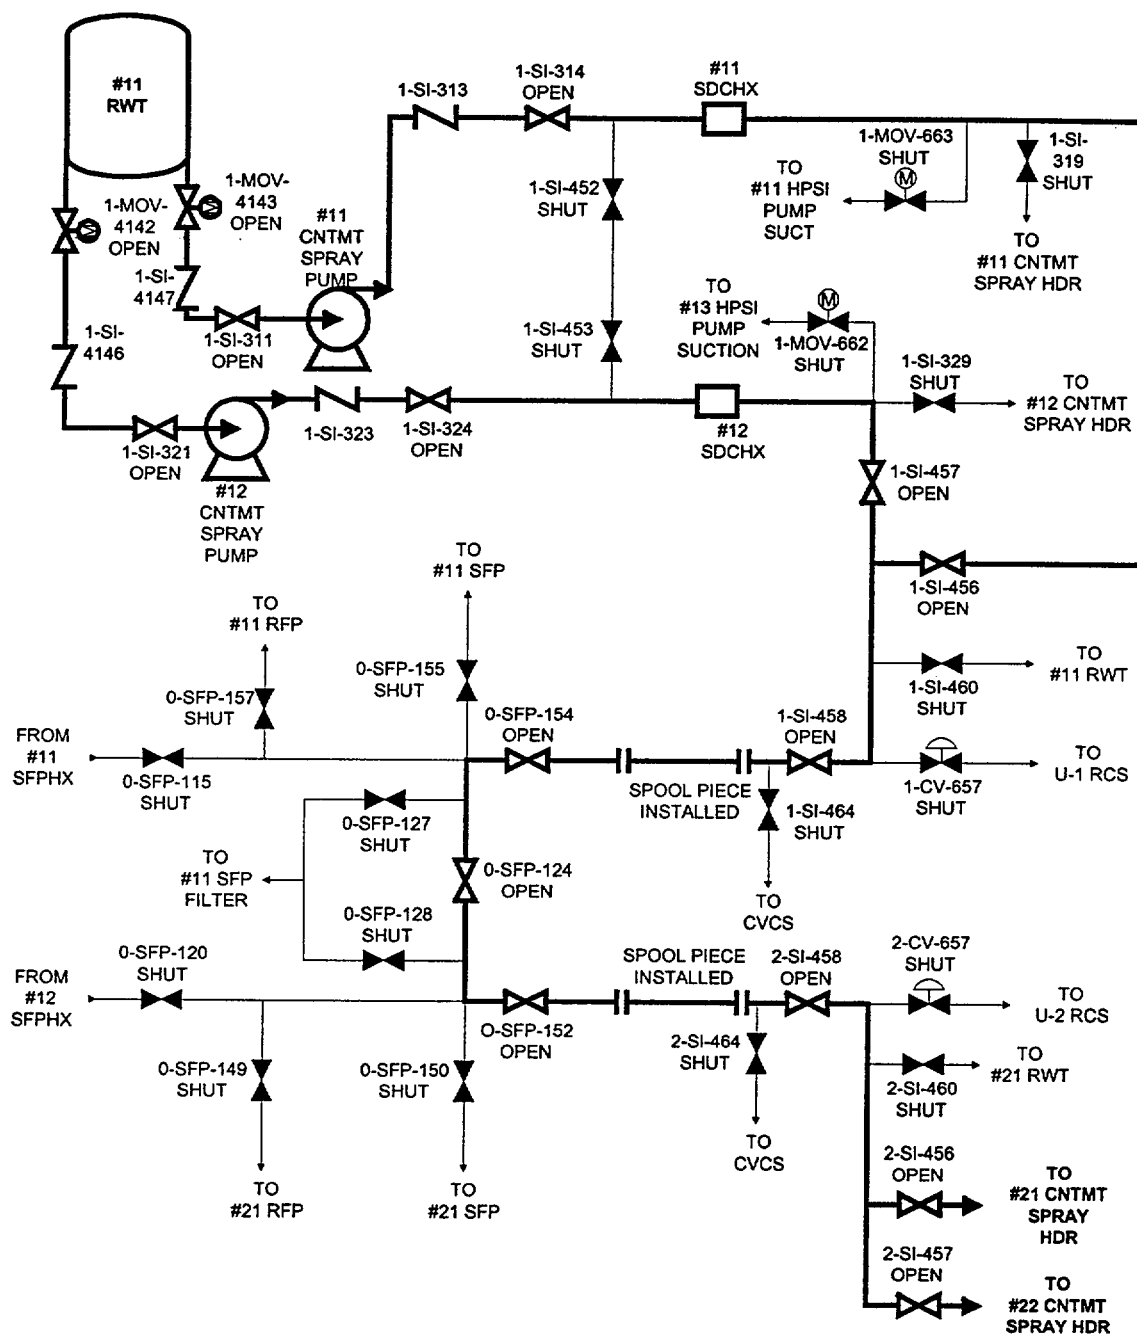 #11
RWT
1-MOV-
4142
OPEN
1-MOV-
4143
OPEN
1-SI-
4147
1-SI-
4146
1-SI-311
OPEN
#11
CNTMT
SPRAY
PUMP
1-SI-313
1-SI-314
OPEN
#11
SDCHX
1-SI-452
SHUT
1-SI-453
SHUT
1-MOV-663
SHUT
M
TO
#11 HPSI
PUMP
SUCT
1-SI-
319
SHUT
TO
#11 CNTMT
SPRAY HDR
TO
#13 HPSI
PUMP
SUCTION
M
1-MOV-662
SHUT
1-SI-329
SHUT
TO
#12 CNTMT
SPRAY HDR
1-SI-321
OPEN
#12
CNTMT
SPRAY
PUMP
1-SI-323
1-SI-324
OPEN
#12
SDCHX
1-SI-457
OPEN
1-SI-456
OPEN
TO
#11 SFP
TO
#11 RFP
0-SFP-155
SHUT
0-SFP-157
SHUT
0-SFP-154
OPEN
1-SI-458
OPEN
1-SI-460
SHUT
TO
#11 RWT
FROM
#11
SFPHX
0-SFP-115
SHUT
SPOOL PIECE
INSTALLED
1-SI-464
SHUT
1-CV-657
SHUT
TO
U-1 RCS
0-SFP-127
SHUT
0-SFP-124
OPEN
TO
#11 SFP
FILTER
TO
CVCS
0-SFP-128
SHUT
0-SFP-120
SHUT
FROM
#12
SFPHX
SPOOL PIECE
INSTALLED
2-SI-458
OPEN
2-CV-657
SHUT
TO
U-2 RCS
O-SFP-152
OPEN
2-SI-464
SHUT
0-SFP-149
SHUT
0-SFP-150
SHUT
2-SI-460
SHUT
TO
#21 RWT
TO
CVCS
TO
#21 RFP
TO
#21 SFP
2-SI-456
OPEN
TO
#21 CNTMT
SPRAY
HDR
2-SI-457
OPEN
TO
#22 CNTMT
SPRAY HDR